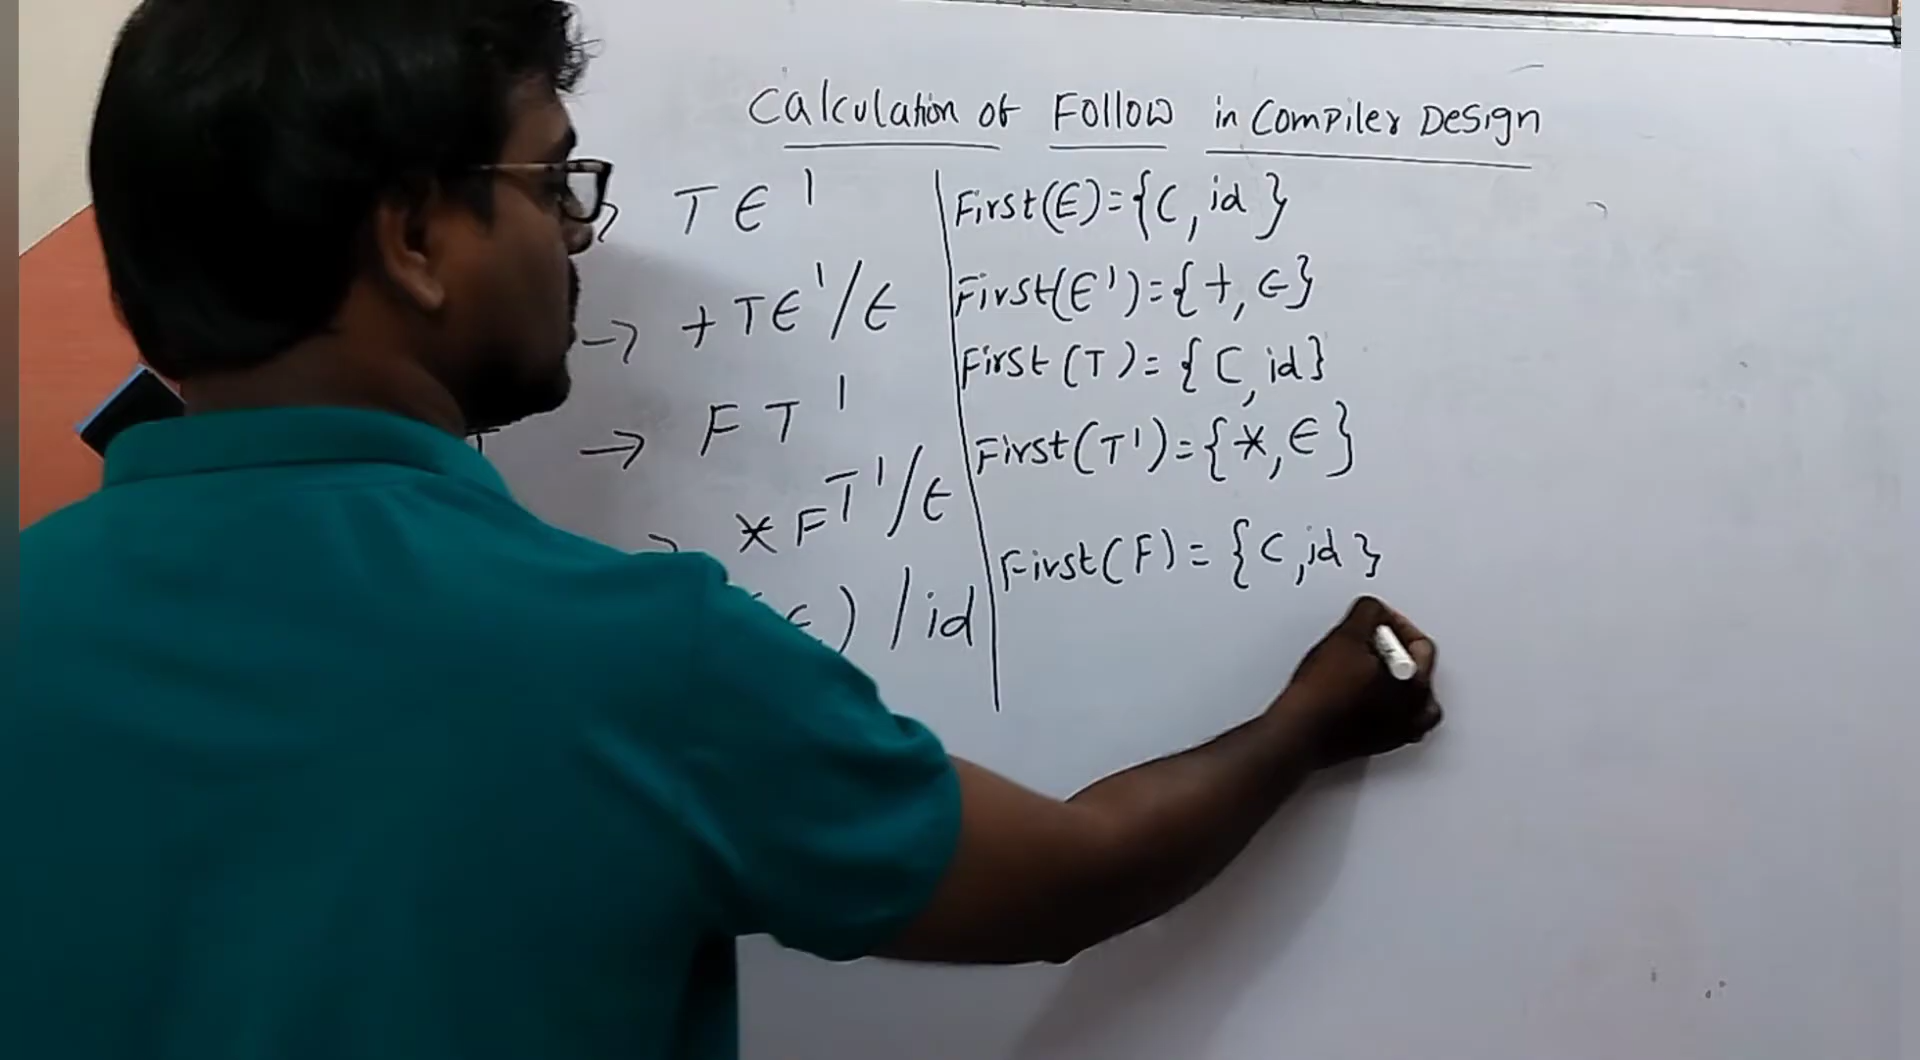 Calculation of Follow in Compiler Design
→ TE'
→ +TE'/ε
T → FT'
→ *FT'/ε
(E)/id
First(E)={(, id}
First(E')={+, ε}
First(T)={(, id}
First(T')={*, ε}
First(F)={(, id}